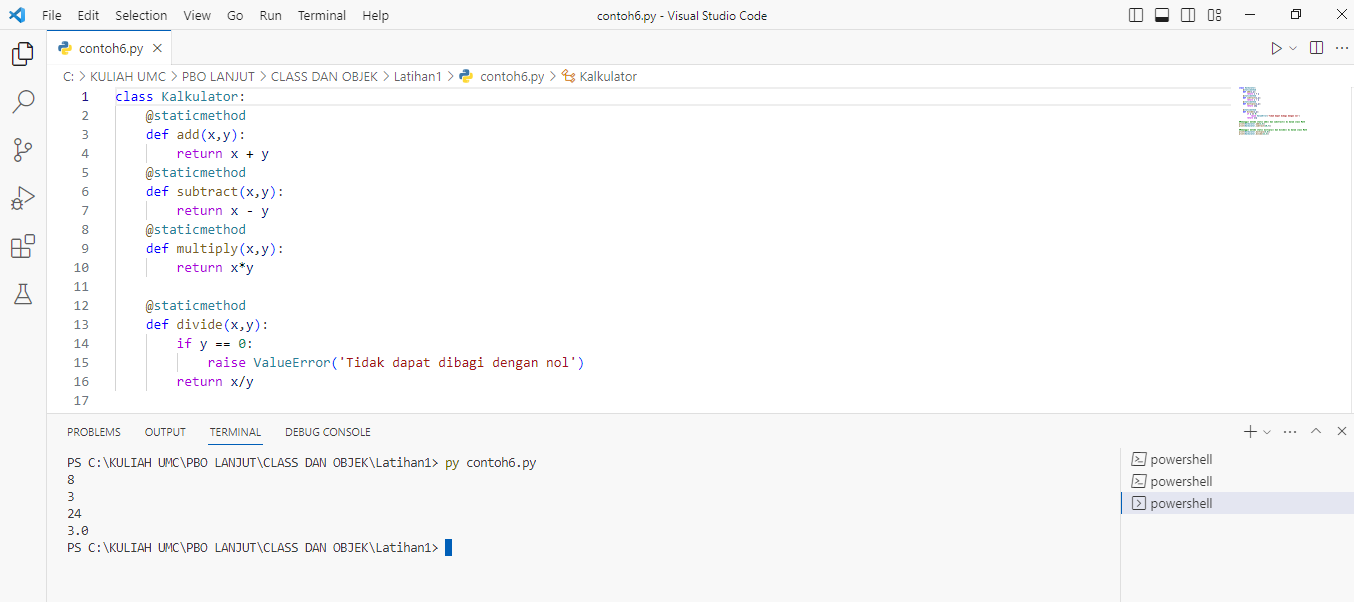 File Edit Selection View Go Run Terminal Help contoh6.py - Visual Studio Code
contoh6.py
C: > KULIAH UMC > PBO LANJUT > CLASS DAN OBJEK > Latihan1 > contoh6.py > Kalkulator
1 class Kalkulator:
2     @staticmethod
3     def add(x,y):
4         return x + y
5     @staticmethod
6     def subtract(x,y):
7         return x - y
8     @staticmethod
9     def multiply(x,y):
10         return x*y
11
12     @staticmethod
13     def divide(x,y):
14         if y == 0:
15             raise ValueError('Tidak dapat dibagi dengan nol')
16         return x/y
17
PROBLEMS OUTPUT TERMINAL DEBUG CONSOLE
PS C:\KULIAH UMC\PBO LANJUT\CLASS DAN OBJEK\Latihan1> py contoh6.py
8
3
24
3.0
PS C:\KULIAH UMC\PBO LANJUT\CLASS DAN OBJEK\Latihan1>
powershell
powershell
powershell